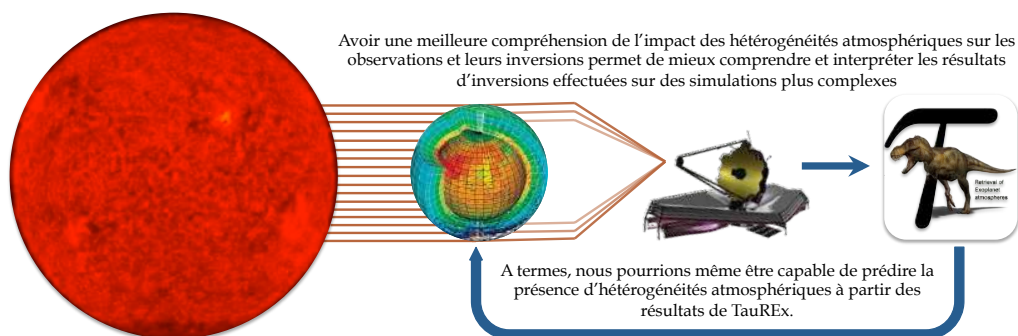 Avoir une meilleure compréhension de l'impact des hétérogénéités atmosphériques sur les
observations et leurs inversions permet de mieux comprendre et interpréter les résultats
d'inversions effectuées sur des simulations plus complexes
Retrieval of
Exoplanet
atmospheres
A termes, nous pourrions même être capable de prédire la
présence d'hétérogénéités atmosphériques à partir des
résultats de TauREx.